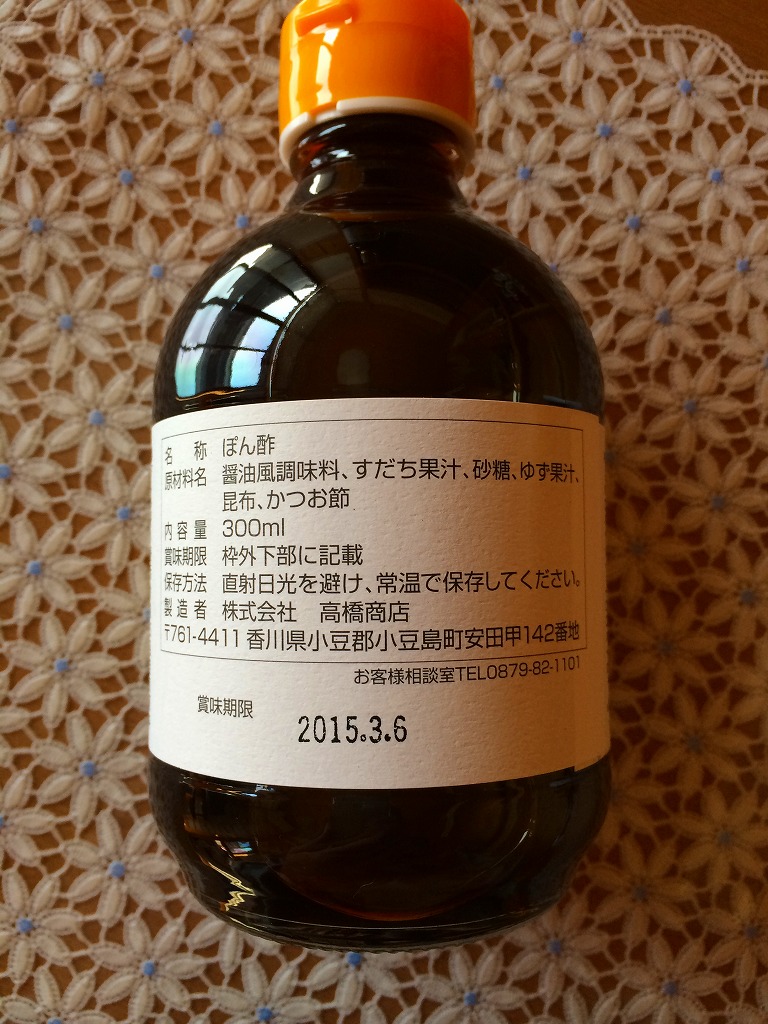 名 称 ぽん酢
原材料名 醤油風調味料、すだち果汁、砂糖、ゆず果汁、
昆布、かつお節
内容量 300ml
賞味期限 枠外下部に記載
保存方法 直射日光を避け、常温で保存してください。
製造者 株式会社 高橋商店
〒761-4411 香川県小豆郡小豆島町安田甲142番地
お客様相談室TEL0879-82-1101
賞味期限 2015.3.6